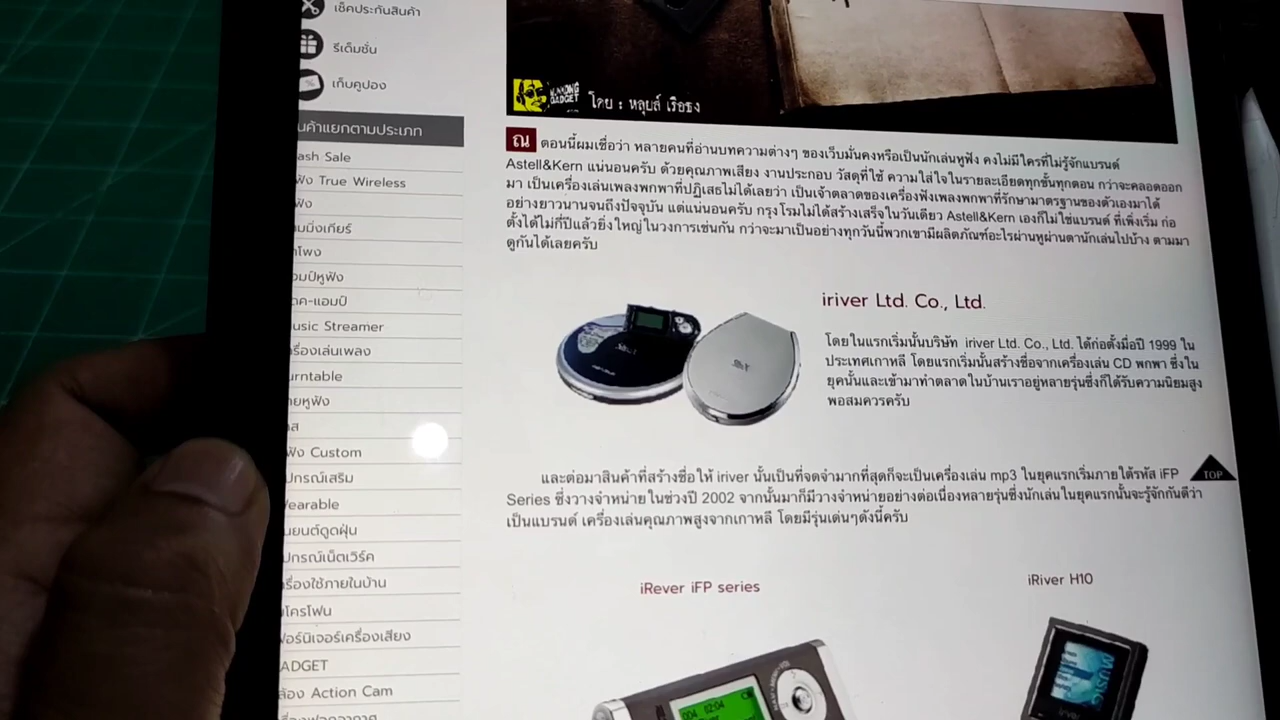 เช็คประกันสินค้า
รีเด็มชั่น
เก็บคูปอง
นค้าแยกตามประเภท
ash Sale
ฟัง True Wireless
ฟัง
มมิ่งเกียร์
โพง
อมป์หูฟัง
ค-แอมป์
usic Streamer
รื่องเล่นเพลง
urntable
ายหูฟัง
ส
ฟัง Custom
ปกรณ์เสริม
earable
นยนต์ดูดฝุ่น
ปกรณ์เน็ตเวิร์ค
รื่องใช้ภายในบ้าน
โครโฟน
ฟอร์นิเจอร์เครื่องเสียง
ADGET
ล้อง Action Cam
รื่องฟอกอากาศ
MUNKONG GADGET
โดย : หลุยส์ เรือธง
ณ ตอนนี้ผมเชื่อว่า หลายคนที่อ่านบทความต่างๆ ของเว็บมั่นคงหรือเป็นนักเล่นหูฟัง คงไม่มีใครที่ไม่รู้จักแบรนด์
Astell&Kern แน่นอนครับ ด้วยคุณภาพเสียง งานประกอบ วัสดุที่ใช้ ความใส่ใจในรายละเอียดทุกขั้นทุกตอน กว่าจะคลอดออก
มา เป็นเครื่องเล่นเพลงพกพาที่ปฏิเสธไม่ได้เลยว่า เป็นเจ้าตลาดของเครื่องฟังเพลงพกพาที่รักษามาตรฐานของตัวเองมาได้
อย่างยาวนานจนถึงปัจจุบัน แต่แน่นอนครับ กรุงโรมไม่ได้สร้างเสร็จในวันเดียว Astell&Kern เองก็ไม่ใช่แบรนด์ ที่เพิ่งเริ่ม ก่อ
ตั้งได้ไม่กี่ปีแล้วยิ่งใหญ่ในวงการเช่นกัน กว่าจะมาเป็นอย่างทุกวันนี้พวกเขามีผลิตภัณฑ์อะไรผ่านหูผ่านตานักเล่นไปบ้าง ตามมา
ดูกันได้เลยครับ
iriver Ltd. Co., Ltd.
โดยในแรกเริ่มนั้นบริษัท iriver Ltd. Co., Ltd. ได้ก่อตั้งเมื่อปี 1999 ใน
ประเทศเกาหลี โดยแรกเริ่มนั้นสร้างชื่อจากเครื่องเล่น CD พกพา ซึ่งใน
ยุคนั้นและเข้ามาทำตลาดในบ้านเราอยู่หลายรุ่นซึ่งก็ได้รับความนิยมสูง
พอสมควรครับ
และต่อมาสินค้าที่สร้างชื่อให้ iriver นั้นเป็นที่จดจำมากที่สุดก็จะเป็นเครื่องเล่น mp3 ในยุคแรกเริ่มภายใต้รหัส iFP
Series ซึ่งวางจำหน่ายในช่วงปี 2002 จากนั้นมาก็มีวางจำหน่ายอย่างต่อเนื่องหลายรุ่นซึ่งนักเล่นในยุคแรกนั้นจะรู้จักกันดีว่า
เป็นแบรนด์ เครื่องเล่นคุณภาพสูงจากเกาหลี โดยมีรุ่นเด่นๆดังนี้ครับ
TOP
iRever iFP series
iRiver H10
004 02:04
MUSIC
iriver